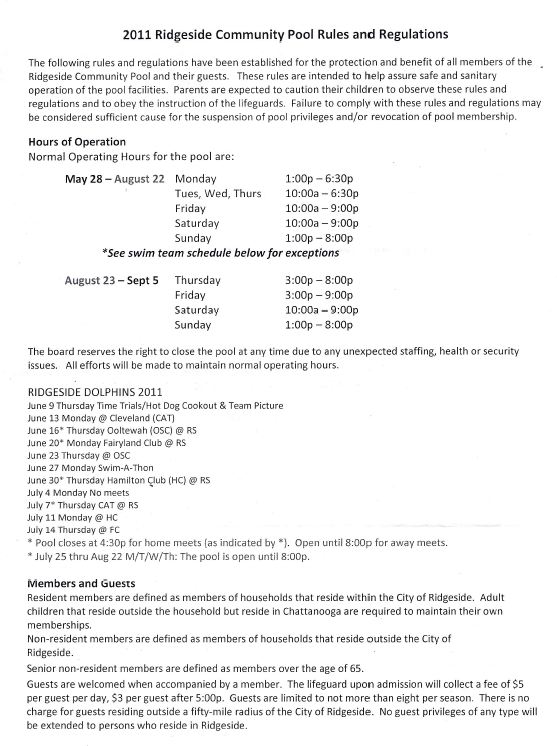 2011 Ridgeside Community Pool Rules and Regulations
The following rules and regulations have been established for the protection and benefit of all members of the
Ridgeside Community Pool and their guests. These rules are intended to help assure safe and sanitary
operation of the pool facilities. Parents are expected to caution their children to observe these rules and
regulations and to obey the instruction of the lifeguards. Failure to comply with these rules and regulations may
be considered sufficient cause for the suspension of pool privileges and/or revocation of pool membership.
Hours of Operation
Normal Operating Hours for the pool are:
May 28 – August 22 Monday 1:00p – 6:30p
Tues, Wed, Thurs 10:00a – 6:30p
Friday 10:00a – 9:00p
Saturday 10:00a – 9:00p
Sunday 1:00p – 8:00p
*See swim team schedule below for exceptions
August 23 – Sept 5 Thursday 3:00p – 8:00p
Friday 3:00p – 9:00p
Saturday 10:00a – 9:00p
Sunday 1:00p – 8:00p
The board reserves the right to close the pool at any time due to any unexpected staffing, health or security
issues. All efforts will be made to maintain normal operating hours.
RIDGESIDE DOLPHINS 2011
June 9 Thursday Time Trials/Hot Dog Cookout & Team Picture
June 13 Monday @ Cleveland (CAT)
June 16* Thursday Ooltewah (OSC) @ RS
June 20* Monday Fairyland Club @ RS
June 23 Thursday @ OSC
June 27 Monday Swim-A-Thon
June 30* Thursday Hamilton Club (HC) @ RS
July 4 Monday No meets
July 7* Thursday CAT @ RS
July 11 Monday @ HC
July 14 Thursday @ FC
* Pool closes at 4:30p for home meets (as indicated by *). Open until 8:00p for away meets.
* July 25 thru Aug 22 M/T/W/Th: The pool is open until 8:00p.
Members and Guests
Resident members are defined as members of households that reside within the City of Ridgeside. Adult
children that reside outside the household but reside in Chattanooga are required to maintain their own
memberships.
Non-resident members are defined as members of households that reside outside the City of
Ridgeside.
Senior non-resident members are defined as members over the age of 65.
Guests are welcomed when accompanied by a member. The lifeguard upon admission will collect a fee of $5
per guest per day, $3 per guest after 5:00p. Guests are limited to not more than eight per season. There is no
charge for guests residing outside a fifty-mile radius of the City of Ridgeside. No guest privileges of any type will
be extended to persons who reside in Ridgeside.